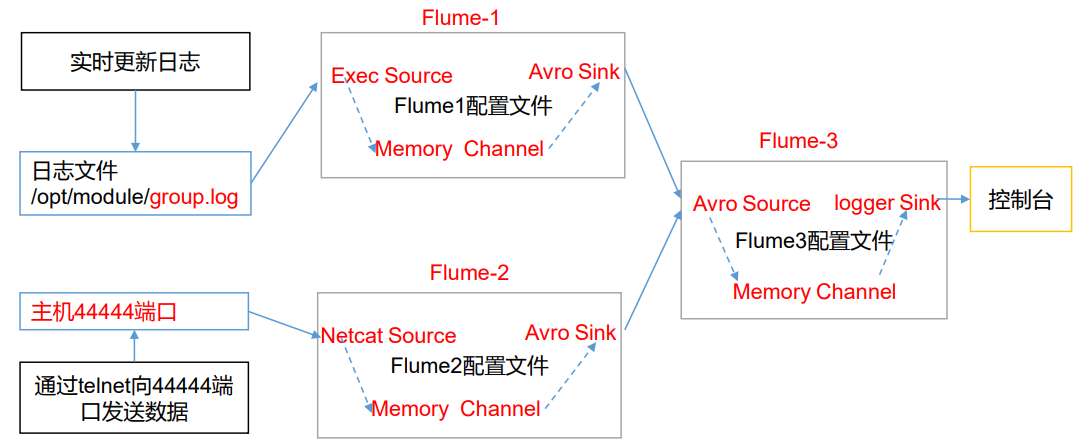 Flume-1
实时更新日志
Exec Source
Avro Sink
Flume1配置文件
Memory Channel
日志文件
/opt/module/group.log
Flume-3
Avro Source
logger Sink
Flume3配置文件
Memory Channel
控制台
Flume-2
主机44444端口
Netcat Source
Avro Sink
Flume2配置文件
Memory Channel
通过telnet向44444端
口发送数据